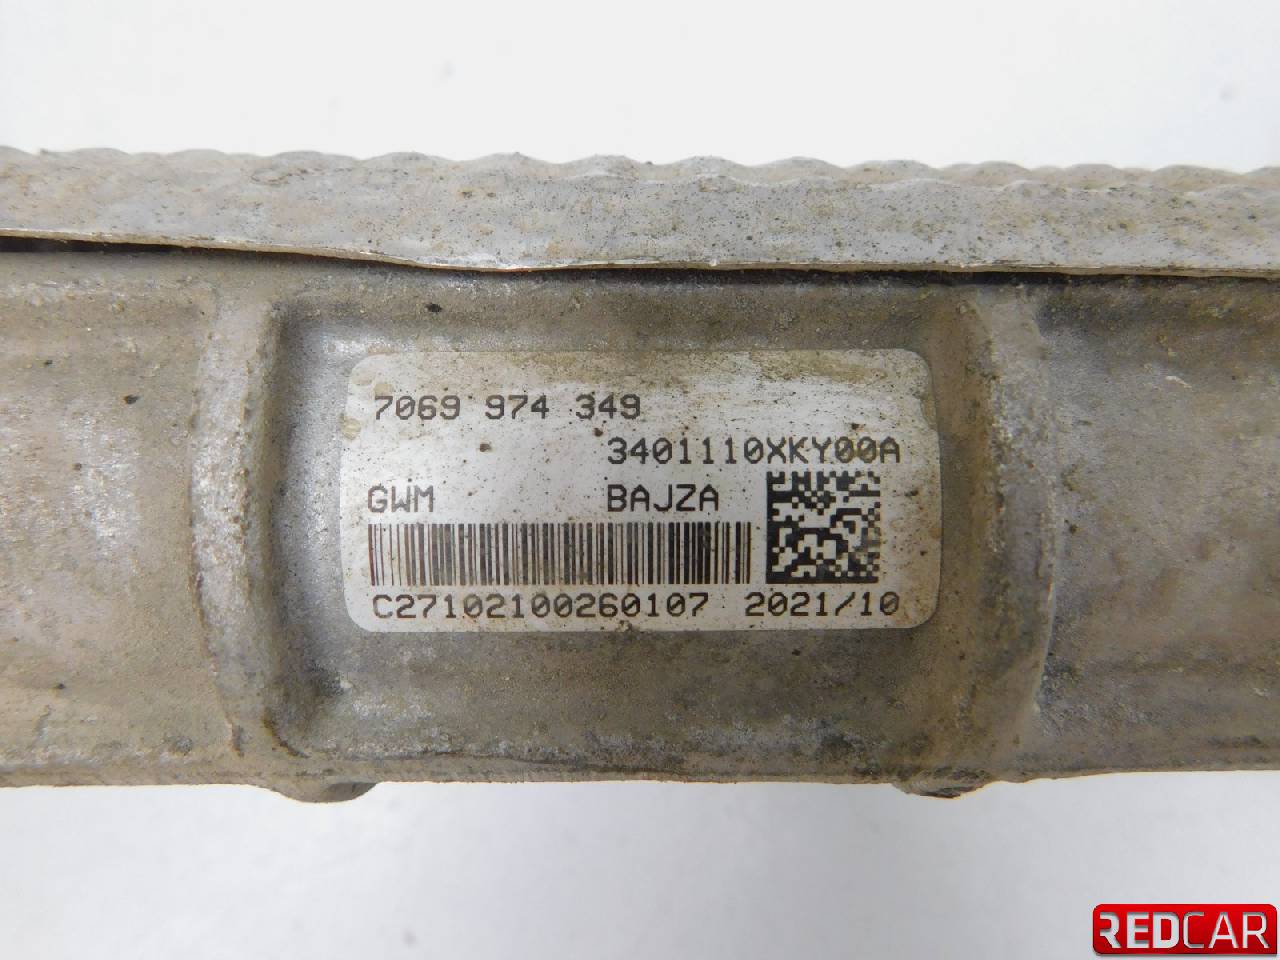 7069 974 349
3401110XKY00A
GWM BAJZA
C27102100260107 2021/10
REDCAR